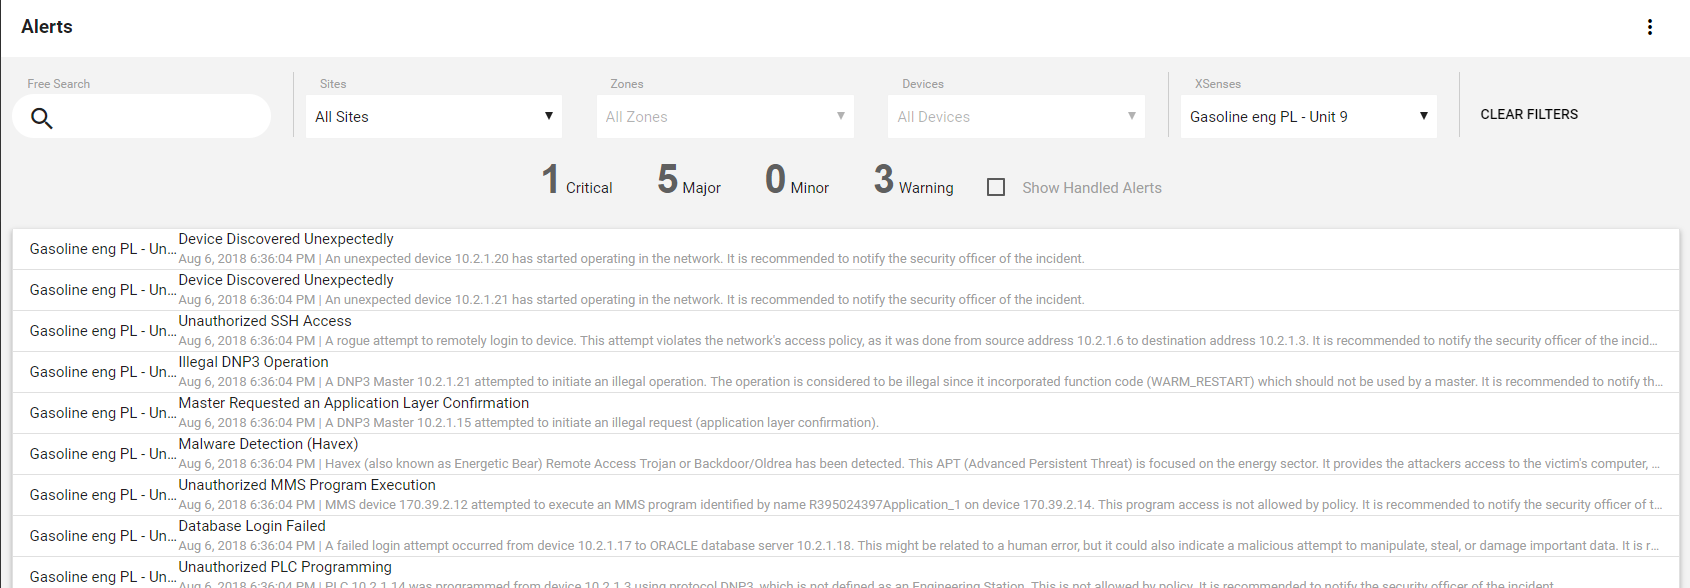 Alerts
Free Search Sites Zones Devices XSenses
All Sites All Zones All Devices Gasoline eng PL - Unit 9 CLEAR FILTERS
1 Critical 5 Major 0 Minor 3 Warning Show Handled Alerts
Gasoline eng PL - Un... Device Discovered Unexpectedly
Aug 6, 2018 6:36:04 PM | An unexpected device 10.2.1.20 has started operating in the network. It is recommended to notify the security officer of the incident.
Gasoline eng PL - Un... Device Discovered Unexpectedly
Aug 6, 2018 6:36:04 PM | An unexpected device 10.2.1.21 has started operating in the network. It is recommended to notify the security officer of the incident.
Gasoline eng PL - Un... Unauthorized SSH Access
Aug 6, 2018 6:36:04 PM | A rogue attempt to remotely login to device. This attempt violates the network's access policy, as it was done from source address 10.2.1.6 to destination address 10.2.1.3. It is recommended to notify the security officer of the incid...
Gasoline eng PL - Un... Illegal DNP3 Operation
Aug 6, 2018 6:36:04 PM | A DNP3 Master 10.2.1.21 attempted to initiate an illegal operation. The operation is considered to be illegal since it incorporated function code (WARM_RESTART) which should not be used by a master. It is recommended to notify th...
Gasoline eng PL - Un... Master Requested an Application Layer Confirmation
Aug 6, 2018 6:36:04 PM | A DNP3 Master 10.2.1.15 attempted to initiate an illegal request (application layer confirmation).
Gasoline eng PL - Un... Malware Detection (Havex)
Aug 6, 2018 6:36:04 PM | Havex (also known as Energetic Bear) Remote Access Trojan or Backdoor/Oldrea has been detected. This APT (Advanced Persistent Threat) is focused on the energy sector. It provides the attackers access to the victim's computer, ...
Gasoline eng PL - Un... Unauthorized MMS Program Execution
Aug 6, 2018 6:36:04 PM | MMS device 170.39.2.12 attempted to execute an MMS program identified by name R395024397Application_1 on device 170.39.2.14. This program access is not allowed by policy. It is recommended to notify the security officer of t...
Gasoline eng PL - Un... Database Login Failed
Aug 6, 2018 6:36:04 PM | A failed login attempt occurred from device 10.2.1.17 to ORACLE database server 10.2.1.18. This might be related to a human error, but it could also indicate a malicious attempt to manipulate, steal, or damage important data. It is r...
Gasoline eng PL - Un... Unauthorized PLC Programming
Aug 6, 2018 6:36:04 PM | PLC 10.2.1.14 was programmed from device 10.2.1.3 using protocol DNP3, which is not defined as an Engineering Station. This is not allowed by policy. It is recommended to notify the security officer of the incident.